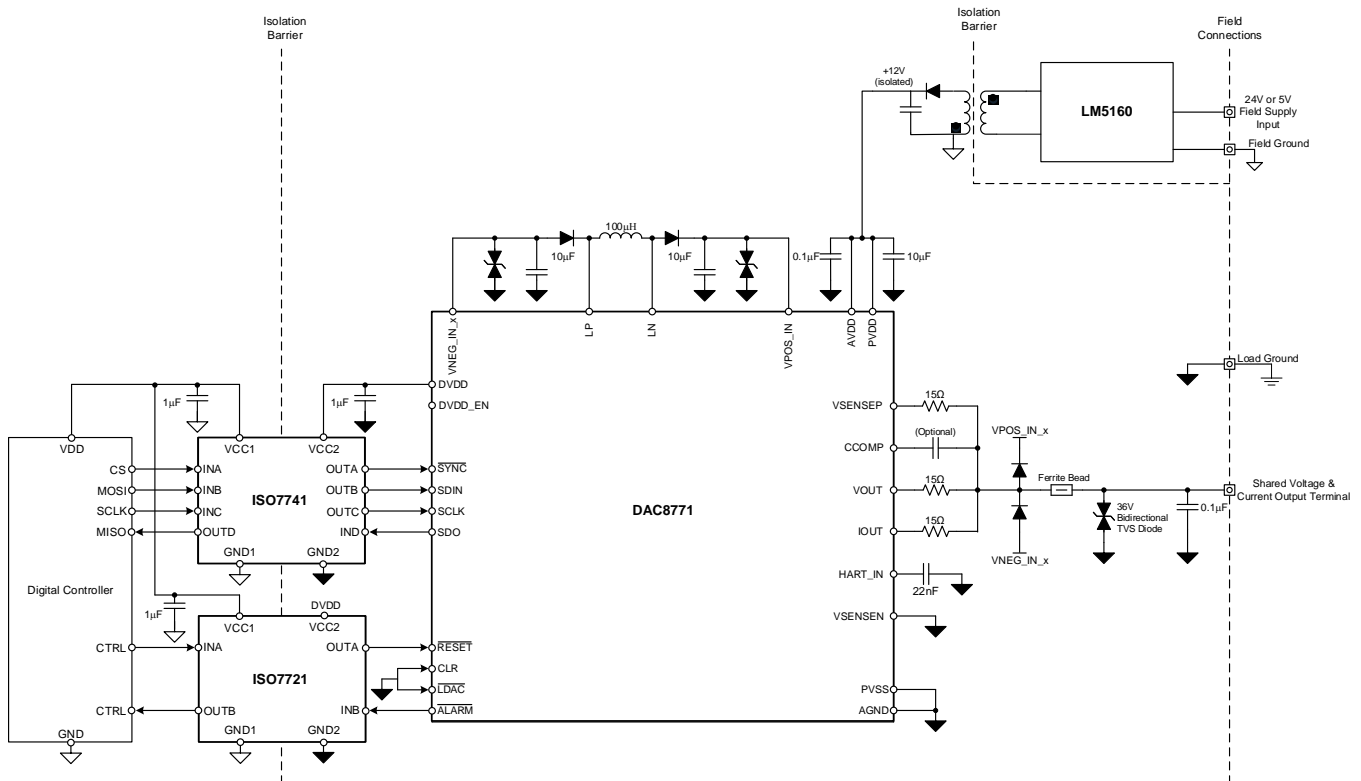 Isolation
Barrier
Isolation
Barrier
Field
Connections
+12V
(isolated)
LM5160
24V or 5V
Field Supply
Input
Field Ground
100µH
10µF
10µF
0.1µF
10µF
VNEG_IN_x
LP
LN
VPOS_IN
AVDD
PVDD
Load Ground
DVDD
DVDD_EN
1µF
1µF
VDD
VCC1
VCC2
CS
MOSI
SCLK
MISO
INA
INB
INC
OUTD
ISO7741
OUTA
OUTB
OUTC
IND
GND1
GND2
SYNC
SDIN
SCLK
SDO
DAC8771
VSENSEP
CCOMP
VOUT
IOUT
HART_IN
VSENSEN
PVSS
AGND
15Ω
(Optional)
15Ω
15Ω
22nF
VPOS_IN_x
VNEG_IN_x
Ferrite Bead
36V
Bidirectional
TVS Diode
0.1µF
Shared Voltage &
Current Output Terminal
Digital Controller
1µF
VCC1
DVDD
VCC2
CTRL
CTRL
GND
INA
OUTB
ISO7721
OUTA
INB
GND1
GND2
RESET
CLR
LDAC
ALARM